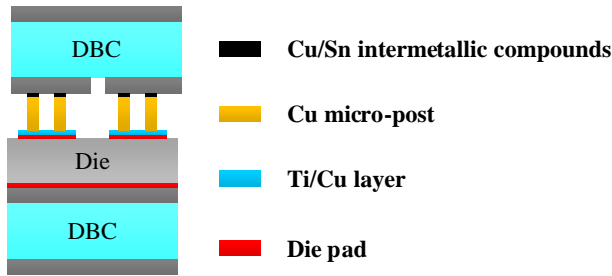 DBC
Cu/Sn intermetallic compounds
Cu micro-post
Die
Ti/Cu layer
DBC
Die pad